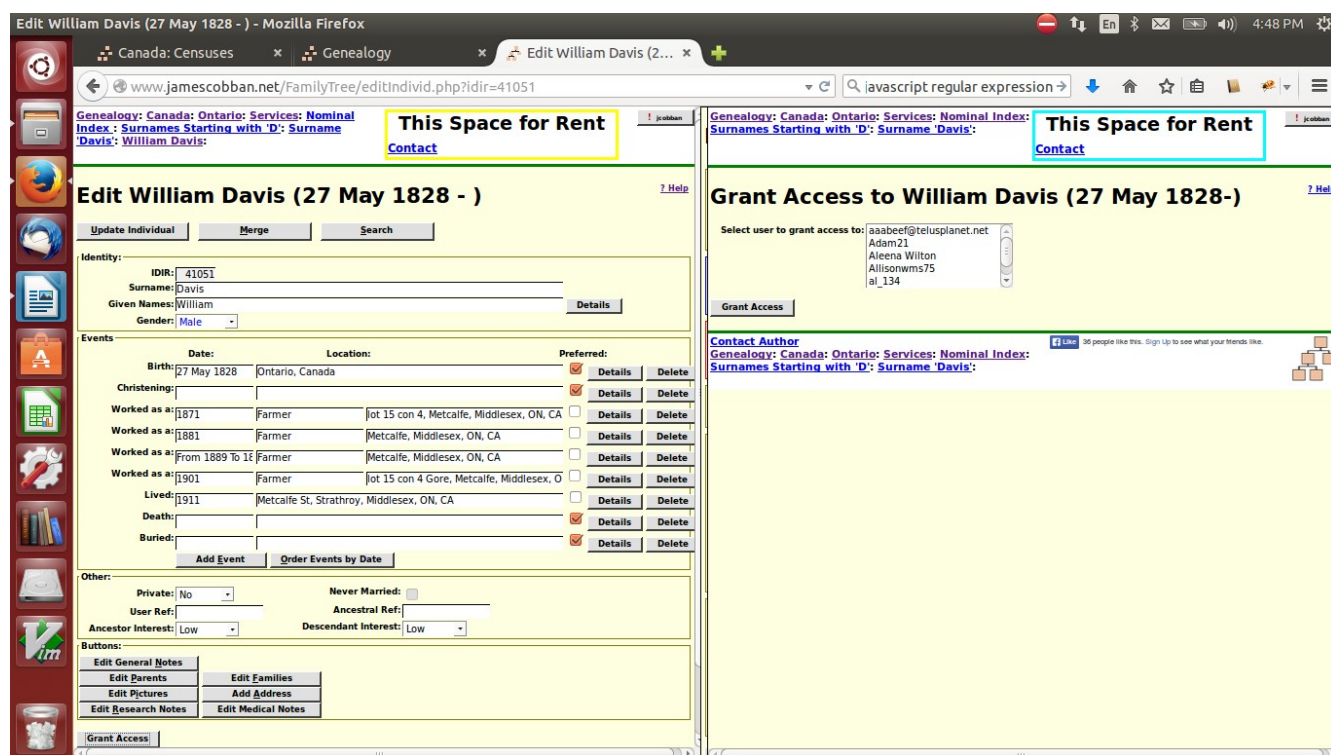 Edit William Davis (27 May 1828 - ) - Mozilla Firefox
En 4:48 PM
Canada: Censuses × Genealogy × Edit William Davis (2... ×
www.jamescobban.net/FamilyTree/editIndivid.php?idir=41051 javascript regular expression
Genealogy: Canada: Ontario: Services: Nominal
Index : Surnames Starting with 'D': Surname
'Davis': William Davis:
This Space for Rent
Contact
! jcobban
Edit William Davis (27 May 1828 - )
? Help
Update Individual Merge Search
Identity:
IDIR: 41051
Surname: Davis
Given Names: William Details
Gender: Male
Events
Date: Location: Preferred:
Birth: 27 May 1828 Ontario, Canada Details Delete
Christening: Details Delete
Worked as a: 1871 Farmer lot 15 con 4, Metcalfe, Middlesex, ON, CA Details Delete
Worked as a: 1881 Farmer Metcalfe, Middlesex, ON, CA Details Delete
Worked as a: From 1889 To 18 Farmer Metcalfe, Middlesex, ON, CA Details Delete
Worked as a: 1901 Farmer lot 15 con 4 Gore, Metcalfe, Middlesex, O Details Delete
Lived: 1911 Metcalfe St, Strathroy, Middlesex, ON, CA Details Delete
Death: Details Delete
Buried: Details Delete
Add Event Order Events by Date
Other:
Private: No Never Married:
User Ref: Ancestral Ref:
Ancestor Interest: Low Descendant Interest: Low
Buttons:
Edit General Notes
Edit Parents Edit Families
Edit Pictures Add Address
Edit Research Notes Edit Medical Notes
Grant Access
Genealogy: Canada: Ontario: Services: Nominal Index:
Surnames Starting with 'D': Surname 'Davis':
This Space for Rent
Contact
! jcobban
Grant Access to William Davis (27 May 1828-)
? Hel
Select user to grant access to: aaabeef@telusplanet.net
Adam21
Aleena Wilton
Allisonwms75
al_134
Grant Access
Contact Author
Genealogy: Canada: Ontario: Services: Nominal Index:
Surnames Starting with 'D': Surname 'Davis':
Like 36 people like this. Sign Up to see what your friends like.
Vim